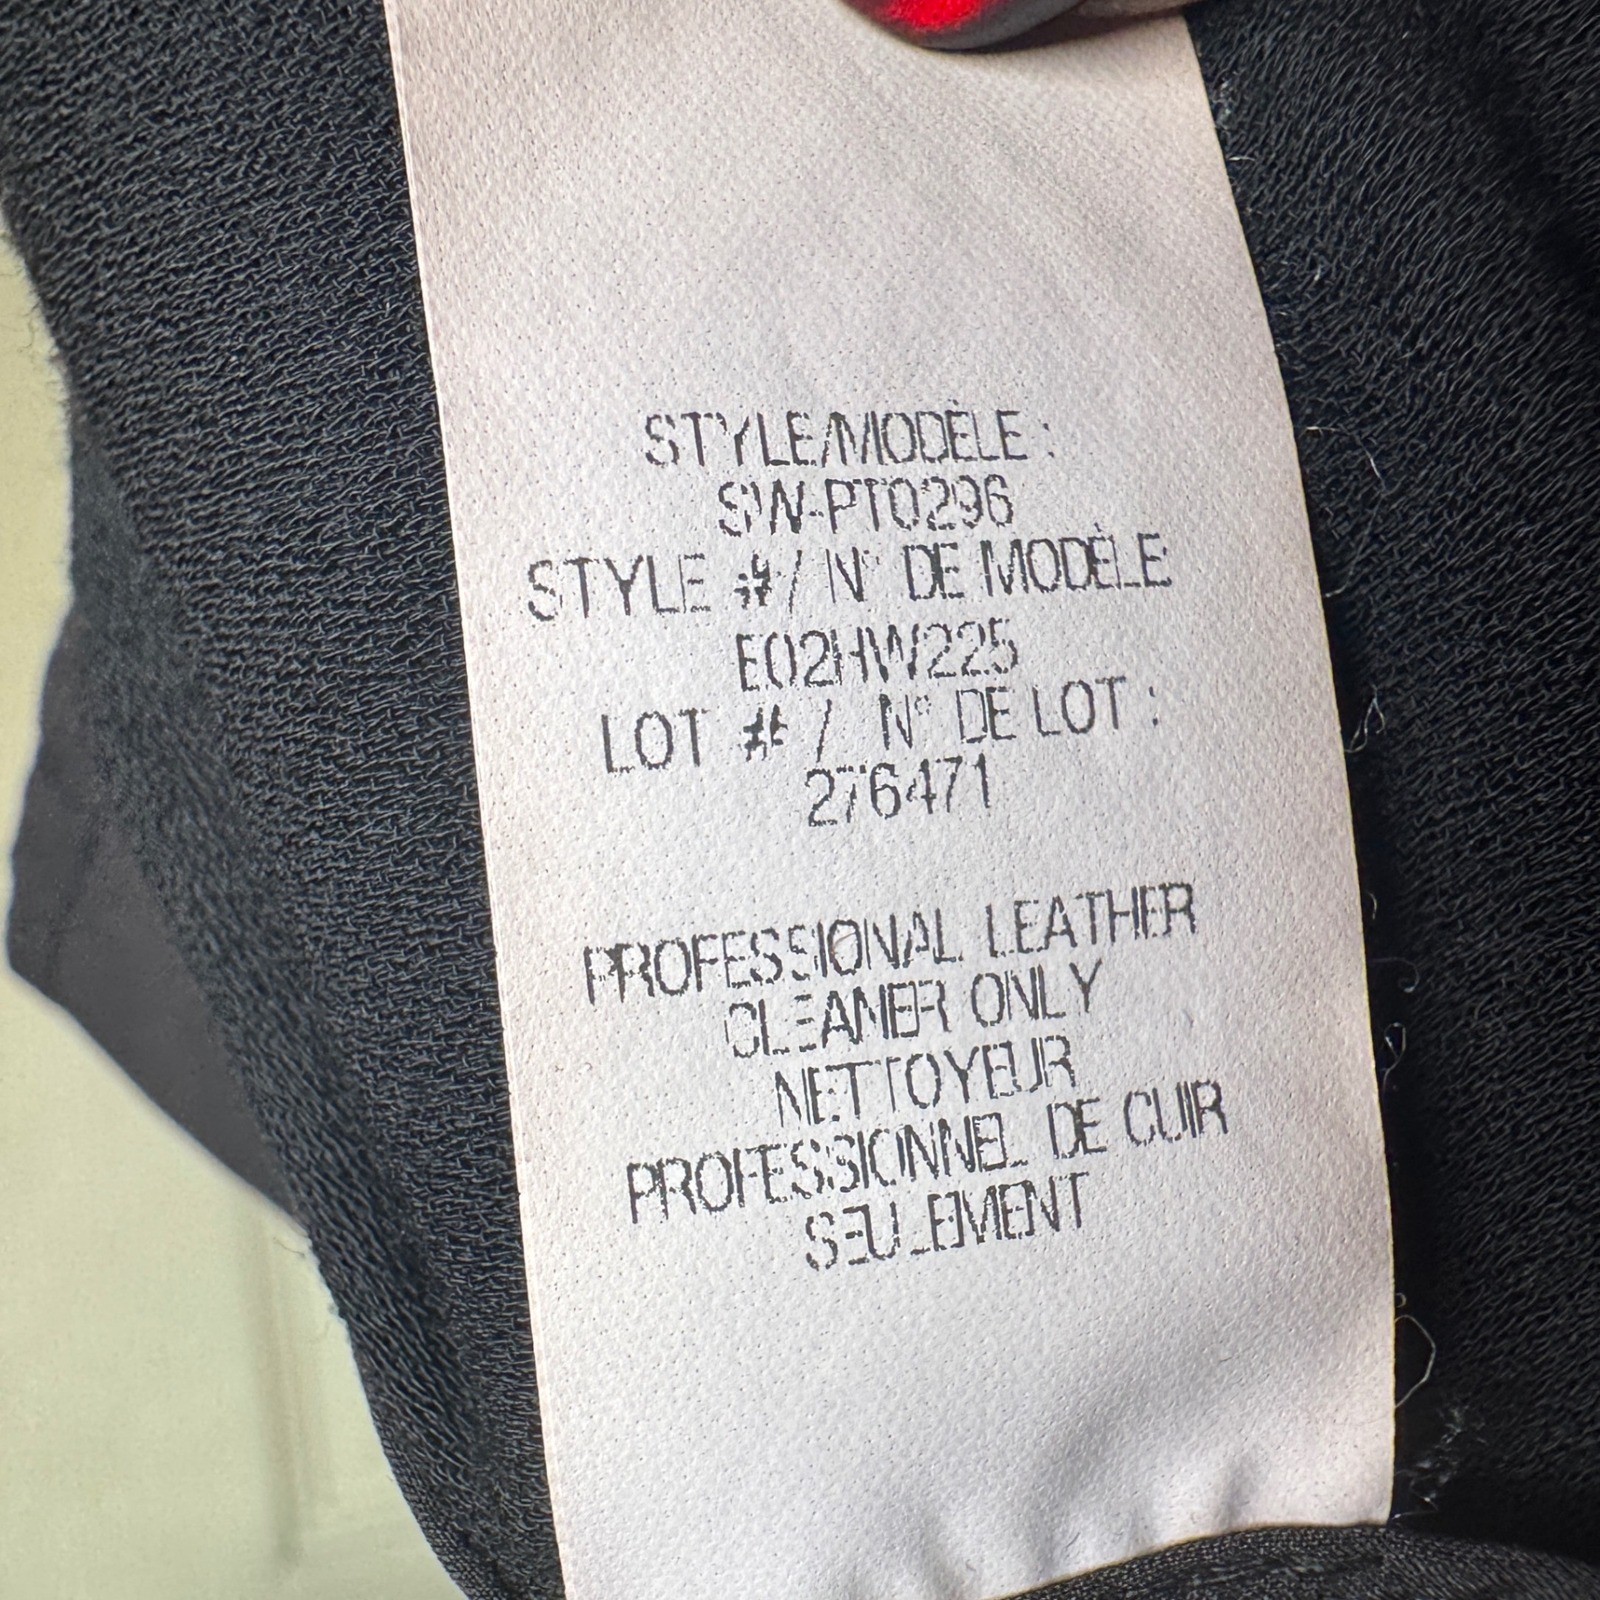 STYLE/MODÈLE :
SW-PT0296
STYLE #/ N° DE MODÈLE
E02HW225
LOT # / N° DE LOT :
276471
PROFESSIONAL LEATHER
CLEANER ONLY
NETTOYEUR
PROFESSIONNEL DE CUIR
SEULEMENT